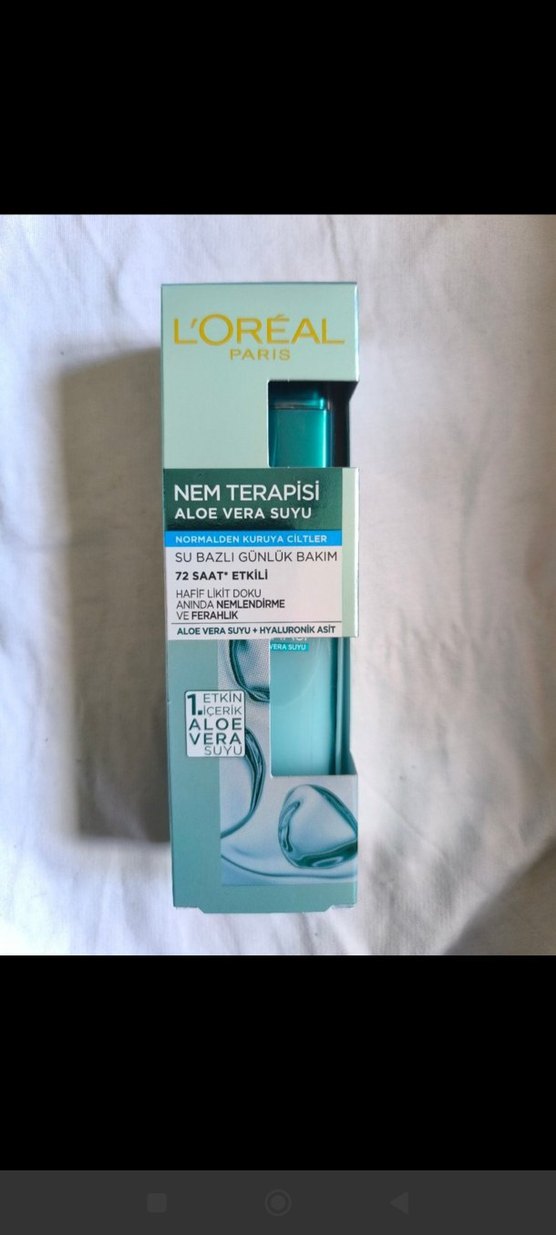 L'ORÉAL
PARIS
NEM TERAPİSİ
ALOE VERA SUYU
NORMALDEN KURUYA CİLTLER
SU BAZLI GÜNLÜK BAKIM
72 SAAT* ETKİLİ
HAFİF LİKİT DOKU
ANINDA NEMLENDİRME
VE FERAHLIK
ALOE VERA SUYU + HYALURONİK ASİT
VERA SUYU
1. ETKİN
İÇERİK
ALOE
VERA
SUYU